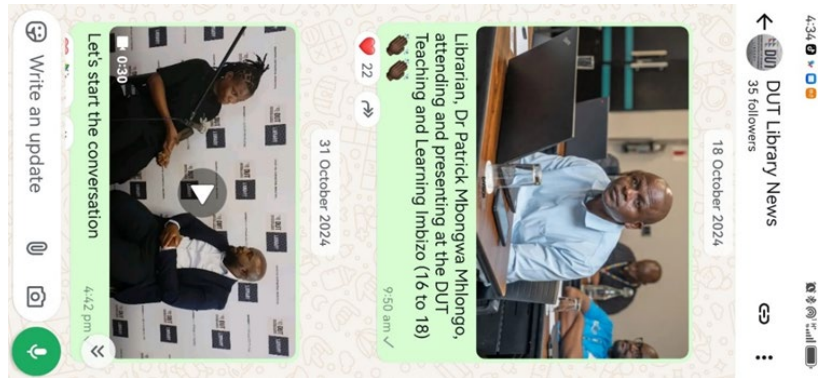 4:34
DUT Library News
35 followers
18 October 2024
Librarian, Dr Patrick Mbongwa Mhlongo,
attending and presenting at the DUT
Teaching and Learning Imbizo (16 to 18)
9:50 am
22
31 October 2024
0:30
Let's start the conversation
4:42 pm
Write an update